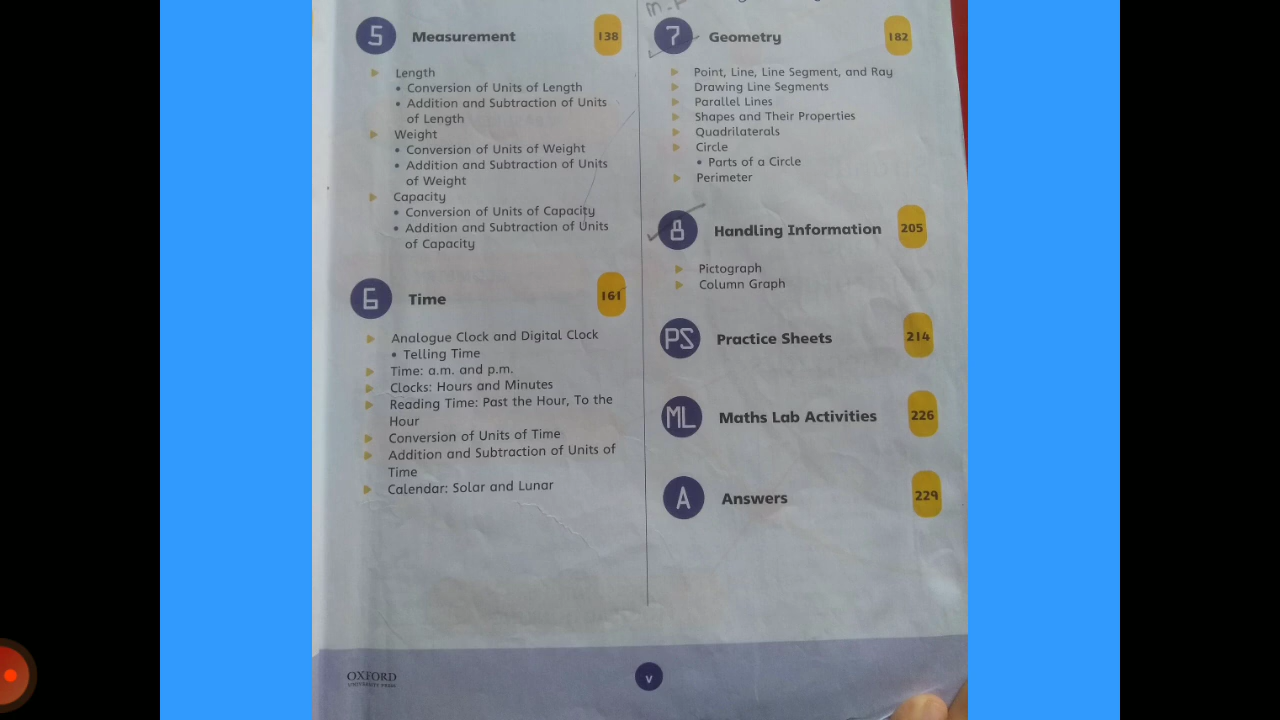 5 Measurement 138
Length
• Conversion of Units of Length
• Addition and Subtraction of Units
of Length
Weight
• Conversion of Units of Weight
• Addition and Subtraction of Units
of Weight
Capacity
• Conversion of Units of Capacity
• Addition and Subtraction of Units
of Capacity
6 Time 161
Analogue Clock and Digital Clock
• Telling Time
Time: a.m. and p.m.
Clocks: Hours and Minutes
Reading Time: Past the Hour, To the
Hour
Conversion of Units of Time
Addition and Subtraction of Units of
Time
Calendar: Solar and Lunar
7 Geometry 182
Point, Line, Line Segment, and Ray
Drawing Line Segments
Parallel Lines
Shapes and Their Properties
Quadrilaterals
Circle
• Parts of a Circle
Perimeter
8 Handling Information 205
Pictograph
Column Graph
PS Practice Sheets 214
ML Maths Lab Activities 226
A Answers 229
OXFORD
UNIVERSITY PRESS
v